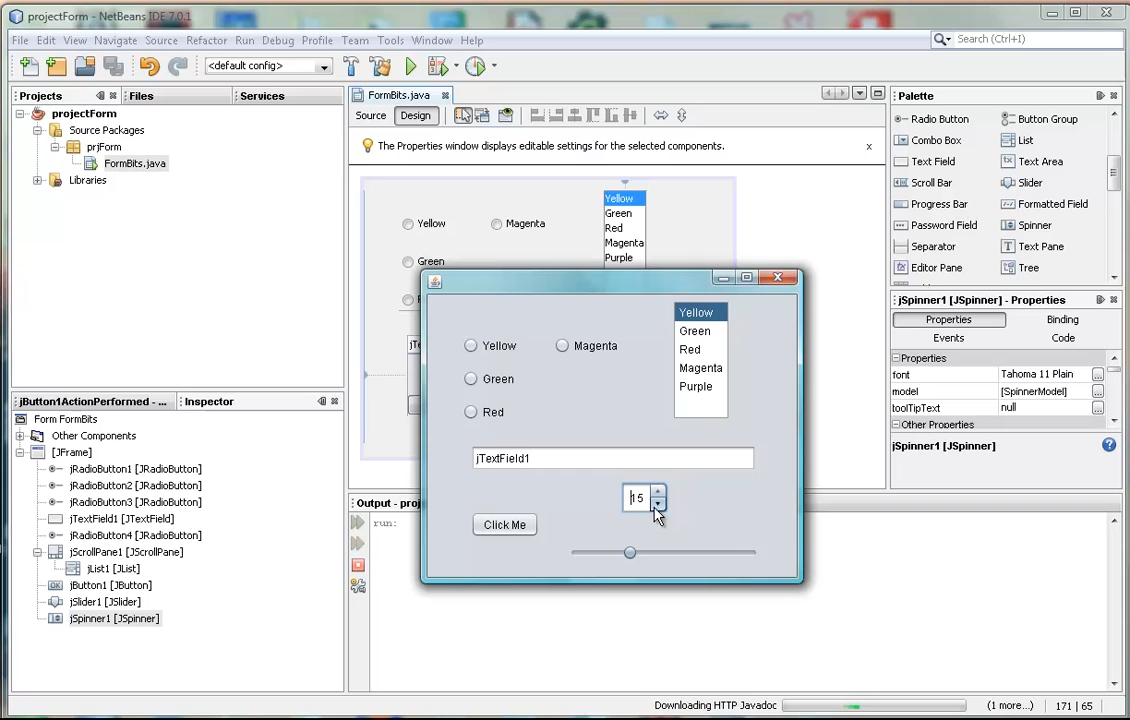 projectForm - NetBeans IDE 7.0.1
File Edit View Navigate Source Refactor Run Debug Profile Team Tools Window Help
Search (Ctrl+I)
<default config>
Projects Files Services
projectForm
Source Packages
prjForm
FormBits.java
Libraries
FormBits.java
Source Design
The Properties window displays editable settings for the selected components. x
Yellow Magenta
Green
Yellow
Green
Red
Magenta
Purple
Yellow Magenta
Green
Red
Yellow
Green
Red
Magenta
Purple
jTextField1
15
Click Me
Palette
Radio Button Button Group
Combo Box List
Text Field Text Area
Scroll Bar Slider
Progress Bar Formatted Field
Password Field Spinner
Separator Text Pane
Editor Pane Tree
jSpinner1 [JSpinner] - Properties
Properties Binding
Events Code
Properties
font Tahoma 11 Plain ...
model [SpinnerModel] ...
toolTipText null ...
Other Properties
jSpinner1 [JSpinner]
jButton1ActionPerformed - ... Inspector
Form FormBits
Other Components
[JFrame]
jRadioButton1 [JRadioButton]
jRadioButton2 [JRadioButton]
jRadioButton3 [JRadioButton]
jTextField1 [JTextField]
jRadioButton4 [JRadioButton]
jScrollPane1 [JScrollPane]
jList1 [JList]
jButton1 [JButton]
jSlider1 [JSlider]
jSpinner1 [JSpinner]
Output - proj
run:
Downloading HTTP Javadoc (1 more...) 171 | 65